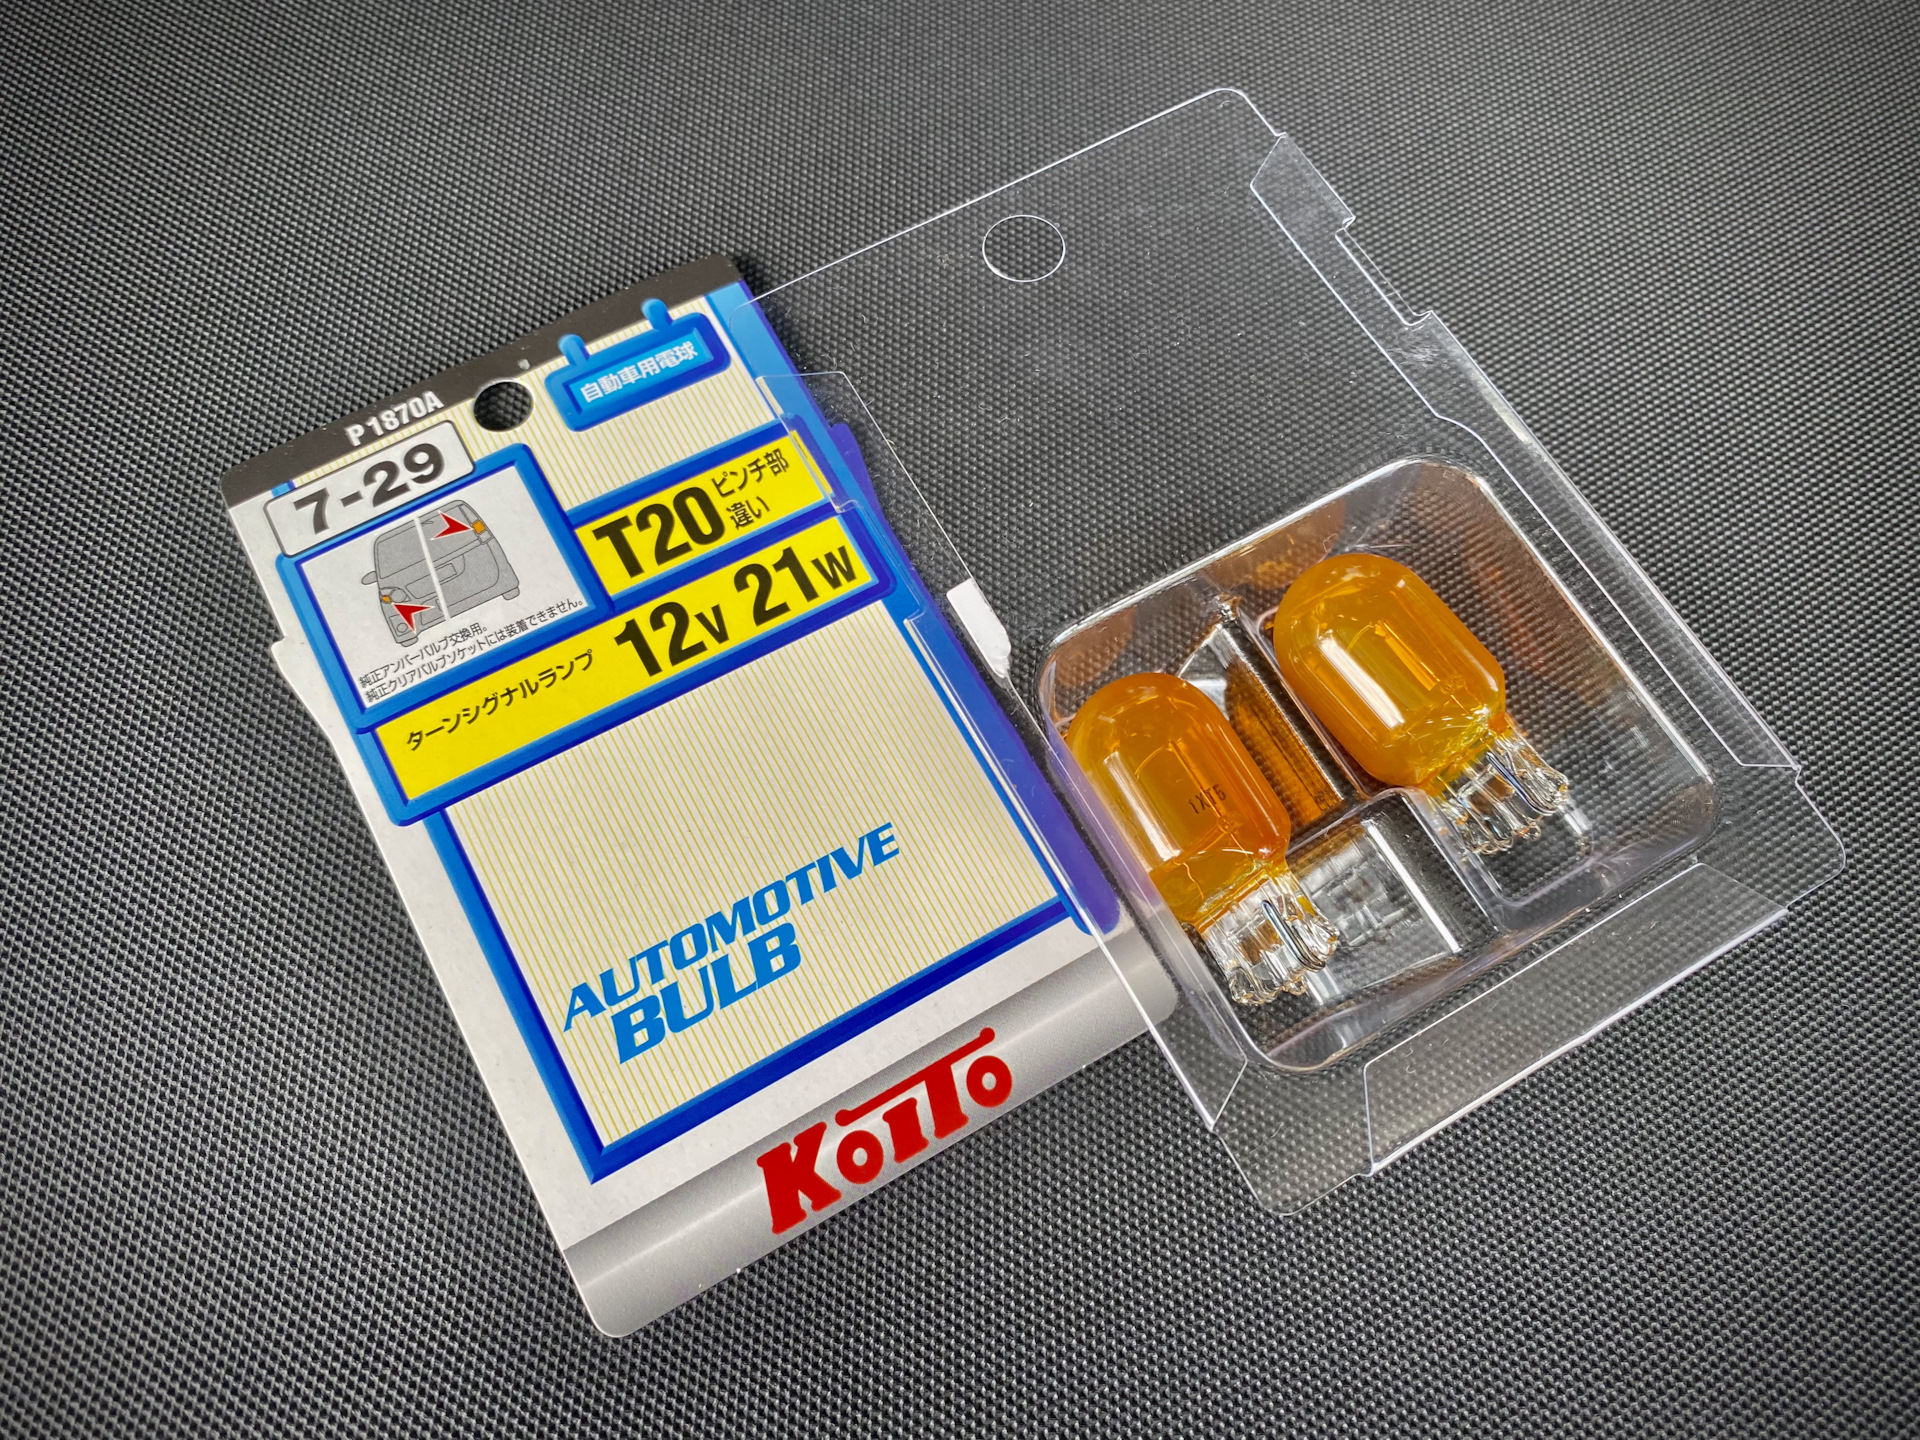 P1870A
自動車用電球
7-29
T20
ピンチ部
違い
純正アンバーバルブ交換用。
純正クリアバルブソケットには装着できません。
ターンシグナルランプ 12V 21W
AUTOMOTIVE
BULB
KOITO
1XT5